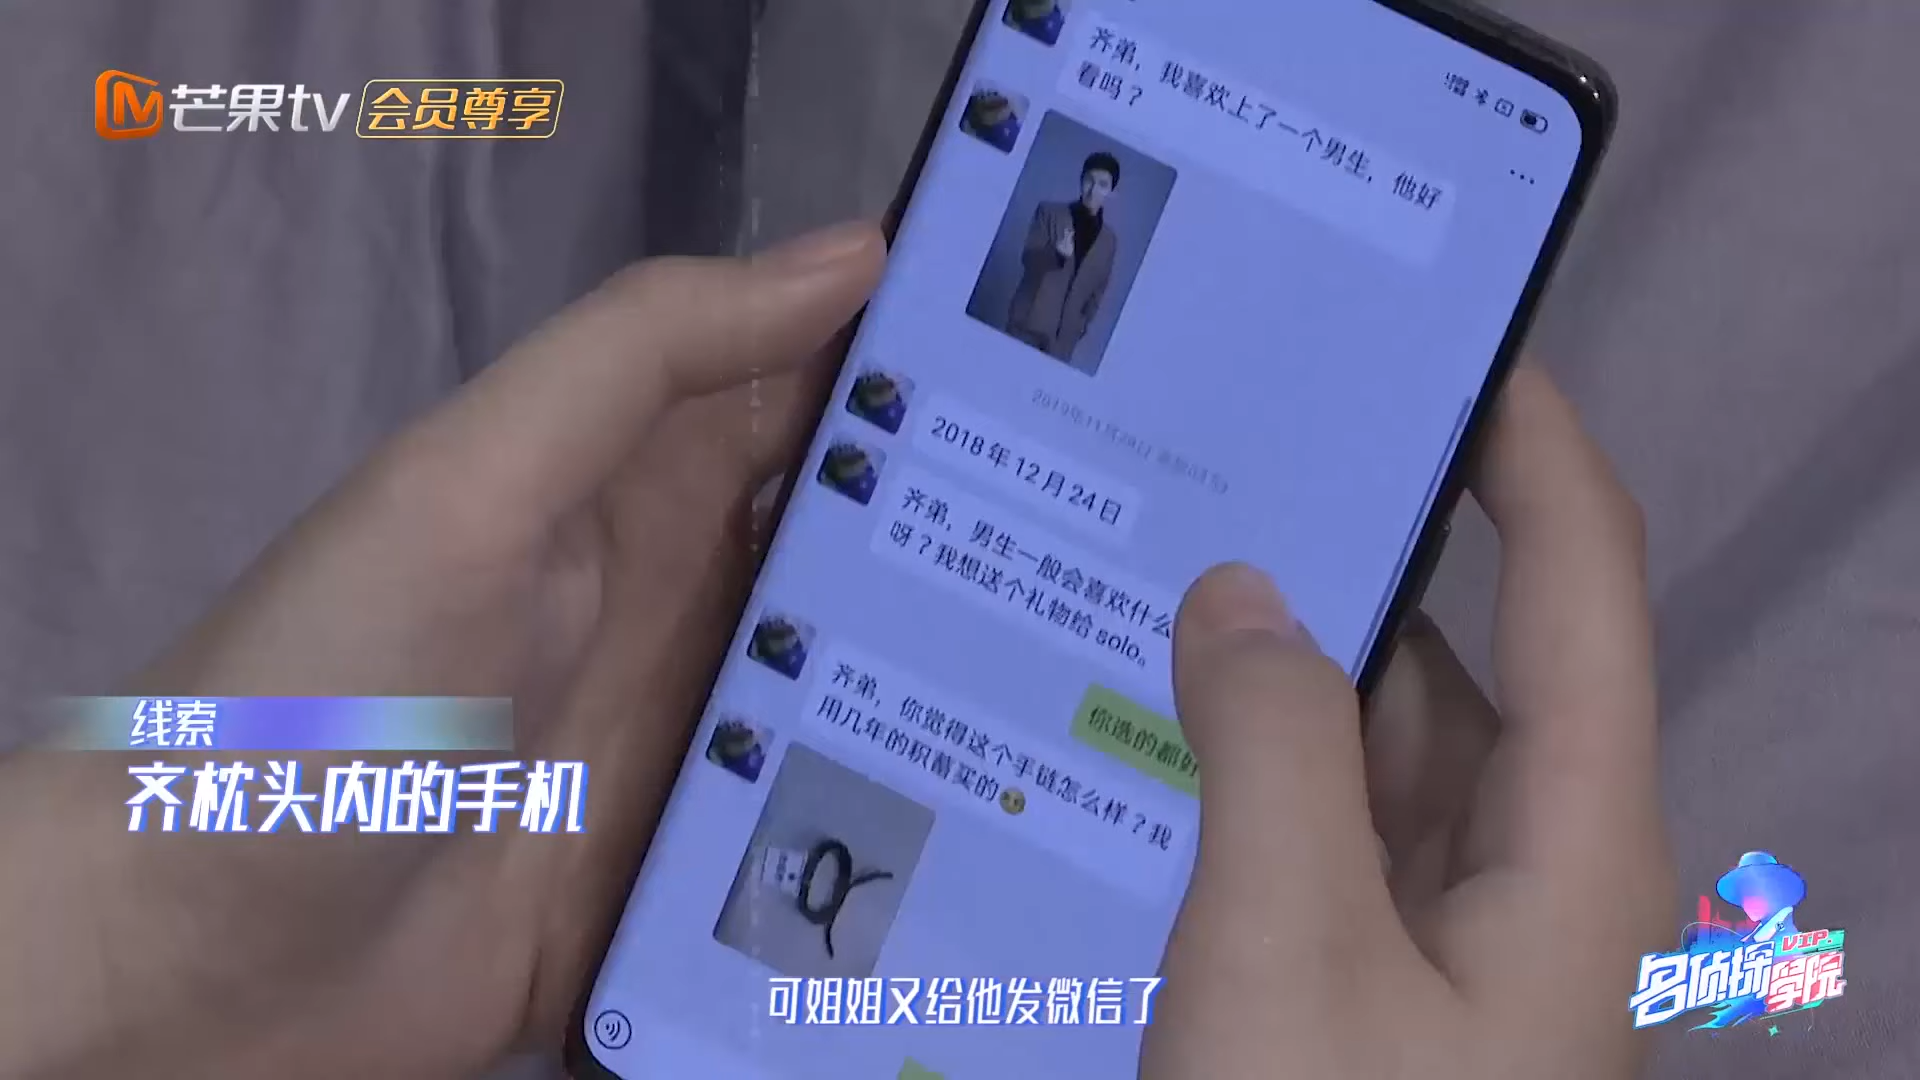 芒果tv 会员尊享
齐弟，我喜欢上了一个男生，他好
看吗？
2018年12月24日
齐弟，男生一般会喜欢什么
呀？我想送个礼物给solo。
你选的都好
齐弟，你觉得这个手链怎么样？我
用几年的积蓄买的
线索
齐枕头内的手机
可姐姐又给他发微信了
名侦探学院
VIP.